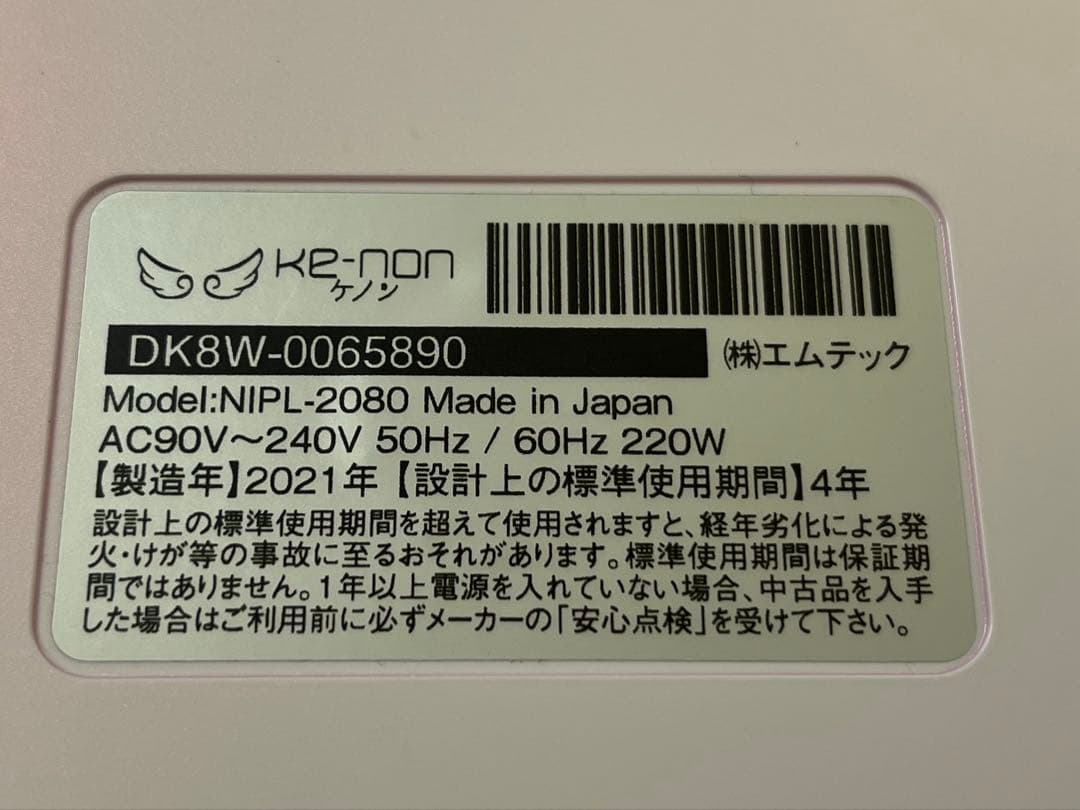 Ke-non
ケノン
DK8W-0065890
㈱エムテック
Model:NIPL-2080 Made in Japan
AC90V～240V 50Hz / 60Hz 220W
【製造年】2021年【設計上の標準使用期間】4年
設計上の標準使用期間を超えて使用されますと、経年劣化による発
火・けが等の事故に至るおそれがあります。標準使用期間は保証期
間ではありません。1年以上電源を入れていない場合、中古品を入手
した場合はご利用前に必ずメーカーの「安心点検」を受けて下さい。